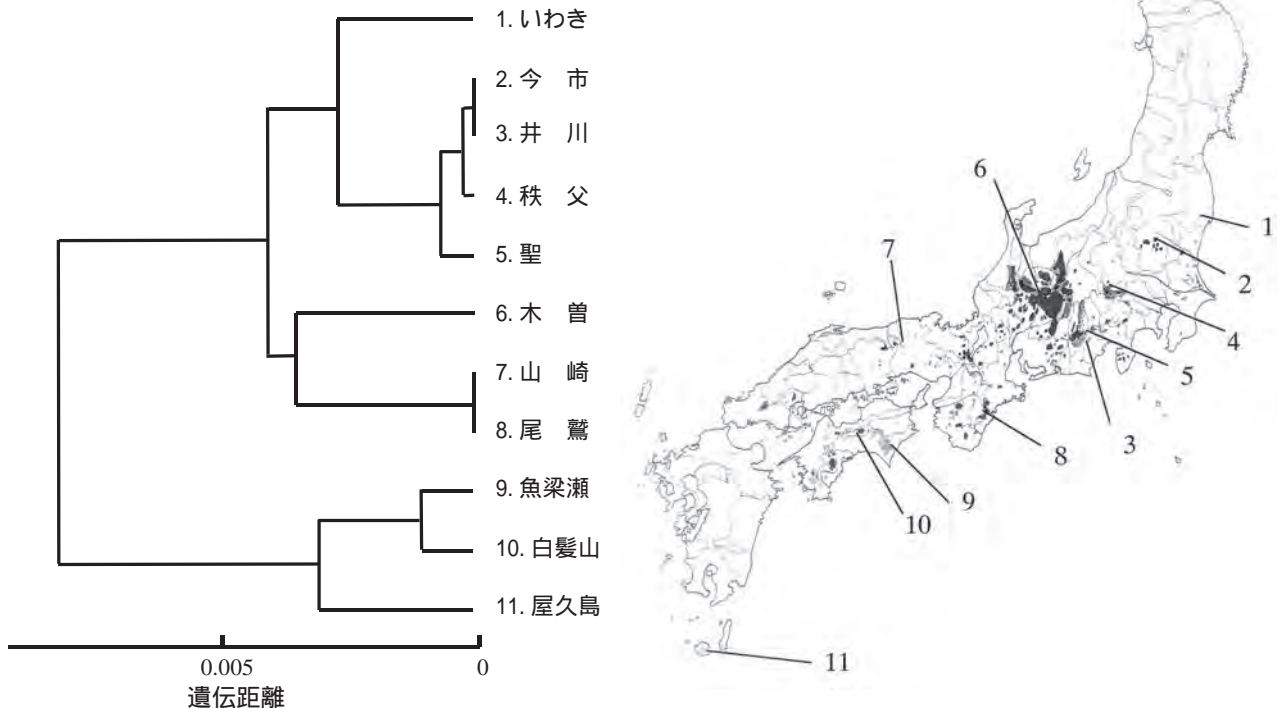 1. いわき
2. 今 市
3. 井 川
4. 秩 父
5. 聖
6. 木 曽
7. 山 崎
8. 尾 鷲
9. 魚梁瀬
10. 白髪山
11. 屋久島
0.005
0
遺伝距離
6
7
1
2
4
5
3
8
9
10
11